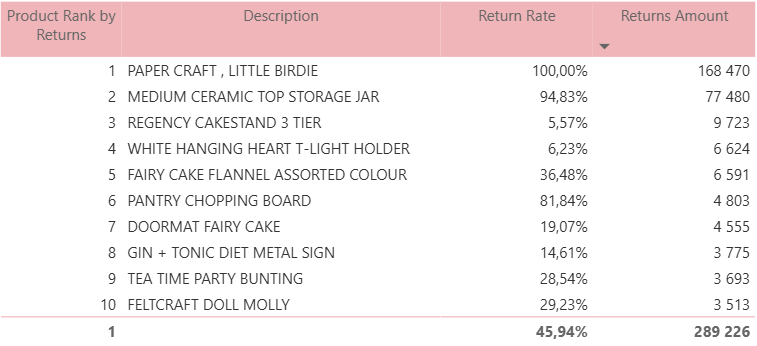 Product Rank by Returns Description Return Rate Returns Amount
1 PAPER CRAFT , LITTLE BIRDIE 100,00% 168 470
2 MEDIUM CERAMIC TOP STORAGE JAR 94,83% 77 480
3 REGENCY CAKESTAND 3 TIER 5,57% 9 723
4 WHITE HANGING HEART T-LIGHT HOLDER 6,23% 6 624
5 FAIRY CAKE FLANNEL ASSORTED COLOUR 36,48% 6 591
6 PANTRY CHOPPING BOARD 81,84% 4 803
7 DOORMAT FAIRY CAKE 19,07% 4 555
8 GIN + TONIC DIET METAL SIGN 14,61% 3 775
9 TEA TIME PARTY BUNTING 28,54% 3 693
10 FELTCRAFT DOLL MOLLY 29,23% 3 513
1 45,94% 289 226